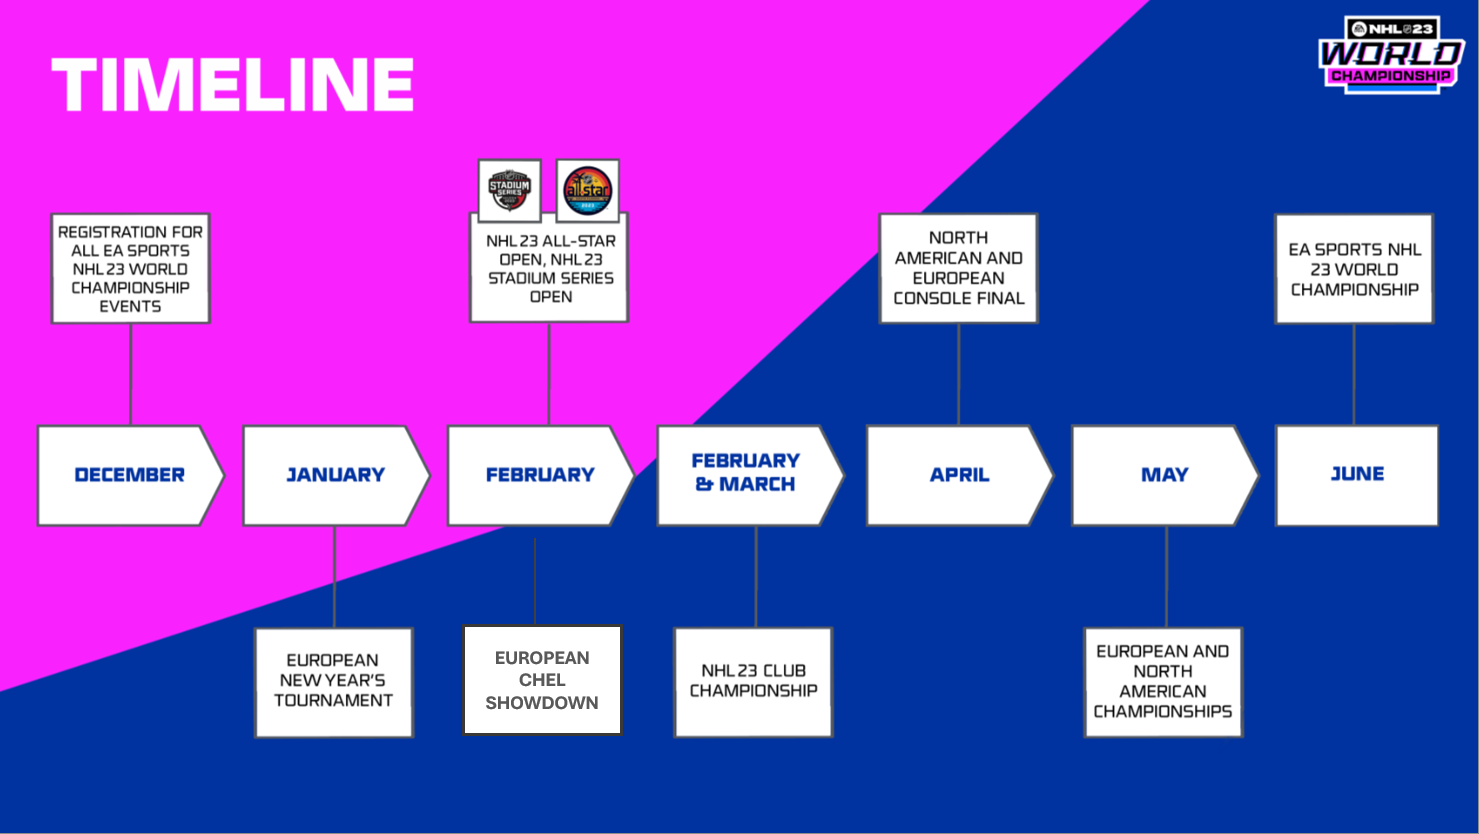 TIMELINE
NHL 23
WORLD
CHAMPIONSHIP
STADIUM
SERIES
all star
2023
REGISTRATION FOR
ALL EA SPORTS
NHL 23 WORLD
CHAMPIONSHIP
EVENTS
NHL 23 ALL-STAR
OPEN, NHL 23
STADIUM SERIES
OPEN
NORTH
AMERICAN AND
EUROPEAN
CONSOLE FINAL
EA SPORTS NHL
23 WORLD
CHAMPIONSHIP
DECEMBER
JANUARY
FEBRUARY
FEBRUARY
& MARCH
APRIL
MAY
JUNE
EUROPEAN
NEW YEAR'S
TOURNAMENT
EUROPEAN
CHEL
SHOWDOWN
NHL 23 CLUB
CHAMPIONSHIP
EUROPEAN AND
NORTH
AMERICAN
CHAMPIONSHIPS